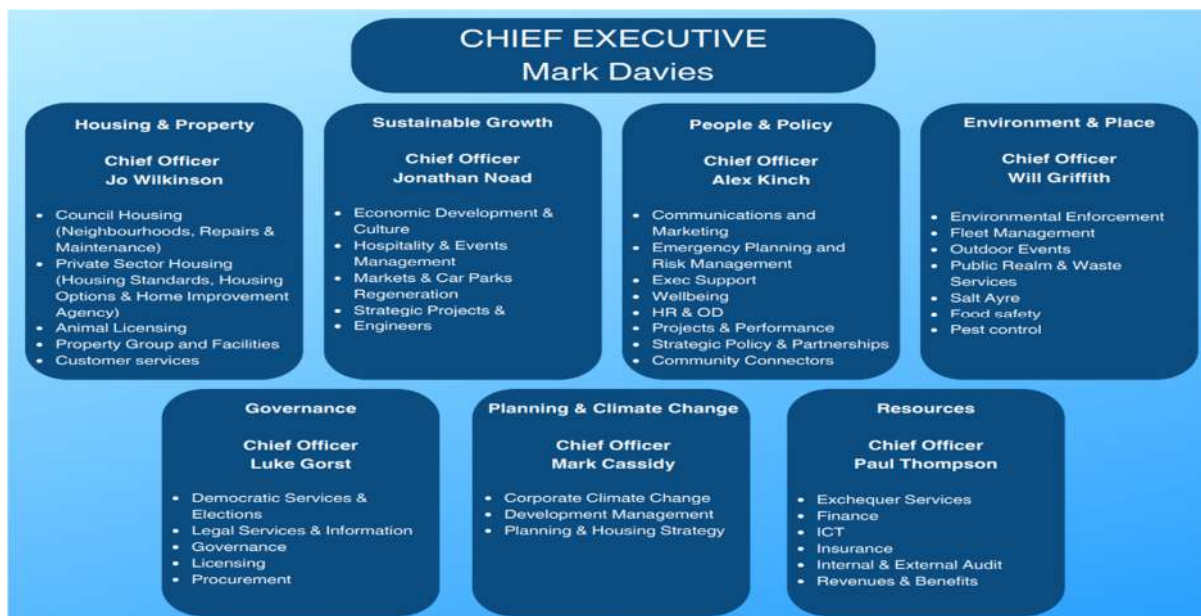 CHIEF EXECUTIVE
Mark Davies
Housing & Property
Chief Officer
Jo Wilkinson
• Council Housing
(Neighbourhoods, Repairs &
Maintenance)
• Private Sector Housing
(Housing Standards, Housing
Options & Home Improvement
Agency)
• Animal Licensing
• Property Group and Facilities
• Customer services
Sustainable Growth
Chief Officer
Jonathan Noad
• Economic Development &
Culture
• Hospitality & Events
Management
• Markets & Car Parks
Regeneration
• Strategic Projects &
• Engineers
People & Policy
Chief Officer
Alex Kinch
• Communications and
Marketing
• Emergency Planning and
Risk Management
• Exec Support
• Wellbeing
• HR & OD
• Projects & Performance
• Strategic Policy & Partnerships
• Community Connectors
Environment & Place
Chief Officer
Will Griffith
• Environmental Enforcement
• Fleet Management
• Outdoor Events
• Public Realm & Waste
Services
• Salt Ayre
• Food safety
• Pest control
Governance
Chief Officer
Luke Gorst
• Democratic Services &
Elections
• Legal Services & Information
• Governance
• Licensing
• Procurement
Planning & Climate Change
Chief Officer
Mark Cassidy
• Corporate Climate Change
• Development Management
• Planning & Housing Strategy
Resources
Chief Officer
Paul Thompson
• Exchequer Services
• Finance
• ICT
• Insurance
• Internal & External Audit
• Revenues & Benefits